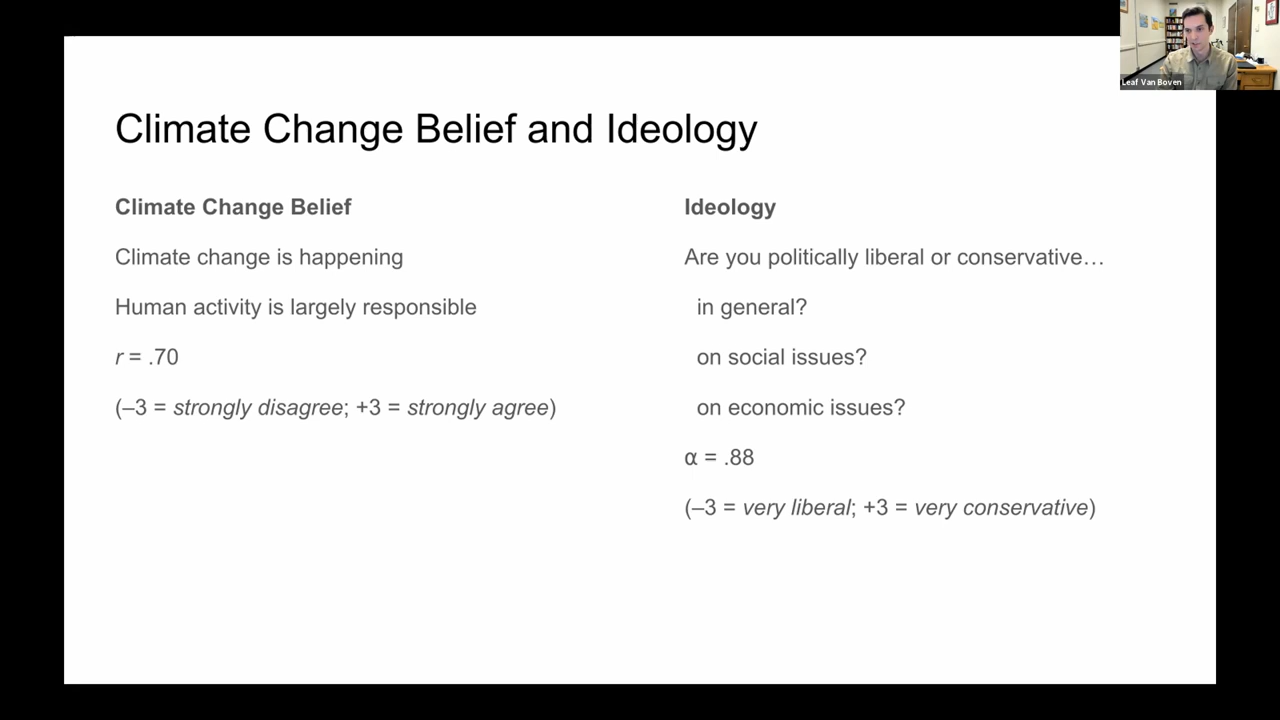 Leaf Van Boven
Climate Change Belief and Ideology
Climate Change Belief
Climate change is happening
Human activity is largely responsible
r = .70
(–3 = strongly disagree; +3 = strongly agree)
Ideology
Are you politically liberal or conservative…
in general?
on social issues?
on economic issues?
α = .88
(–3 = very liberal; +3 = very conservative)